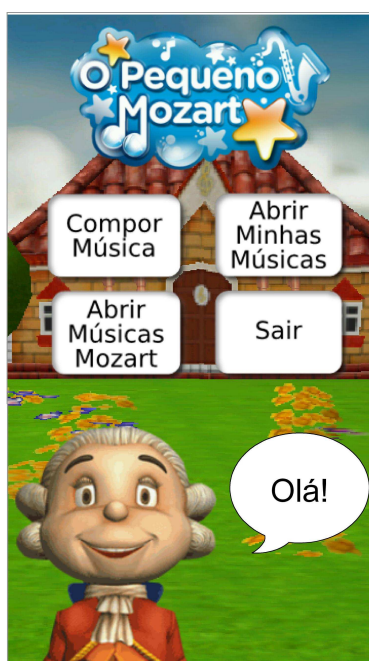 O Pequeno
Mozart
Compor
Música
Abrir
Minhas
Músicas
Abrir
Músicas
Mozart
Sair
Olá!